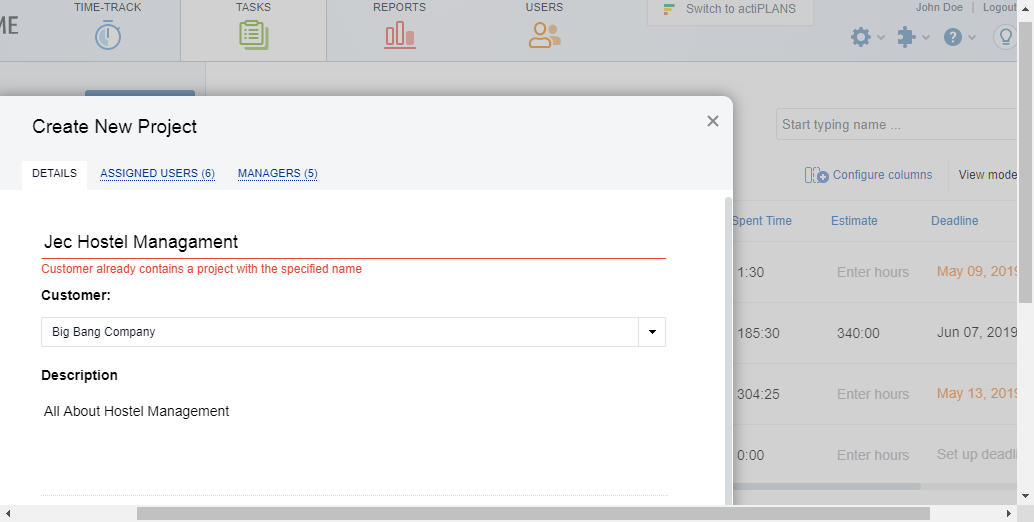 ME
TIME-TRACK
TASKS
REPORTS
USERS
Switch to actiPLANS
John Doe | Logout
Create New Project
Start typing name ...
DETAILS
ASSIGNED USERS (6)
MANAGERS (5)
Configure columns
View mode
Spent Time
Estimate
Deadline
Jec Hostel Managament
Customer already contains a project with the specified name
1:30
Enter hours
May 09, 2019
Customer:
Big Bang Company
185:30
340:00
Jun 07, 2019
Description
304:25
Enter hours
May 13, 2019
All About Hostel Management
0:00
Enter hours
Set up deadl